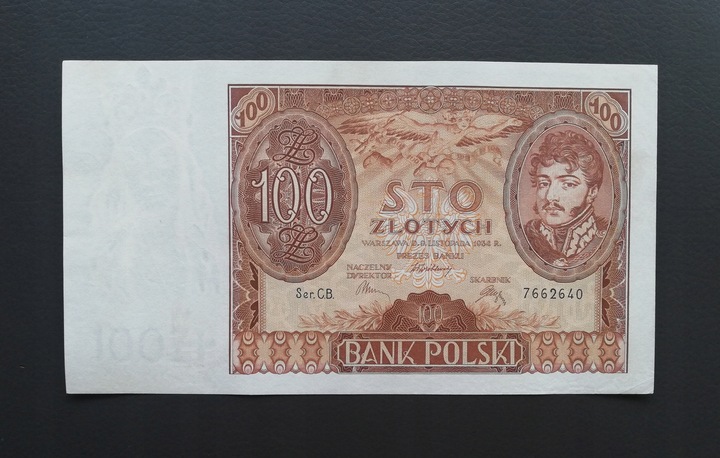 100
100
100
STO
ZŁOTYCH
WARSZAWA D. 9. LISTOPADA 1934 R.
PREZES BANKU
NACZELNY
DYREKTOR
SKARBNIK
Ser. C.B.
7662640
100
BANK POLSKI